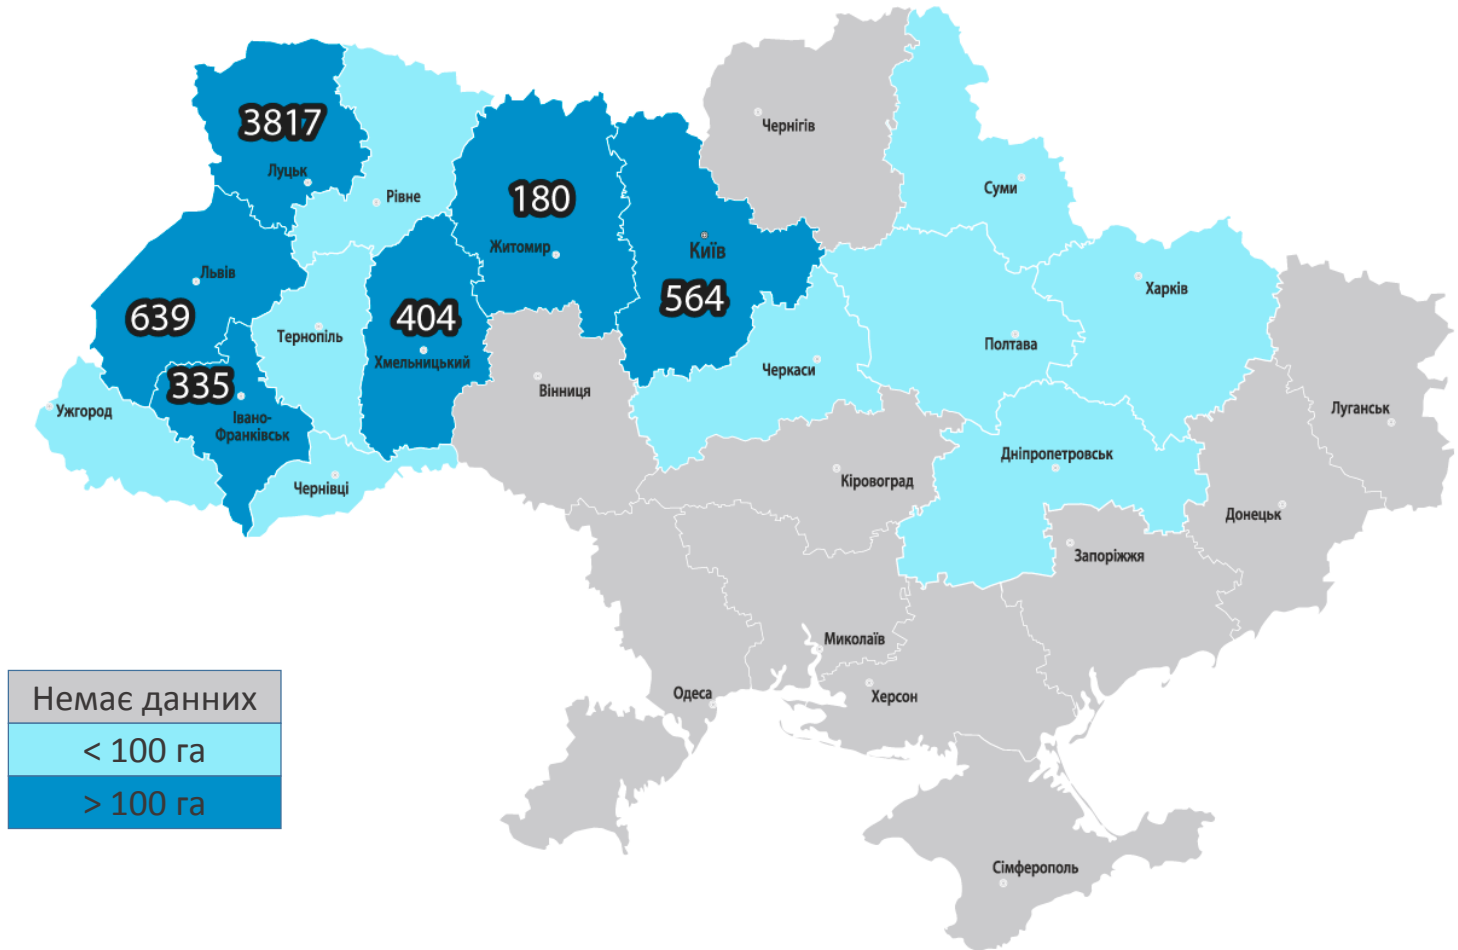 3817
Луцьк
Рівне
180
Житомир
Київ
564
Чернігів
Суми
Львів
639
Тернопіль
404
Хмельницький
335
Івано-
Франківськ
Ужгород
Чернівці
Вінниця
Черкаси
Полтава
Харків
Луганськ
Дніпропетровськ
Кіровоград
Донецьк
Запоріжжя
Миколаїв
Одеса
Херсон
Сімферополь
Немає данних
< 100 га
> 100 га